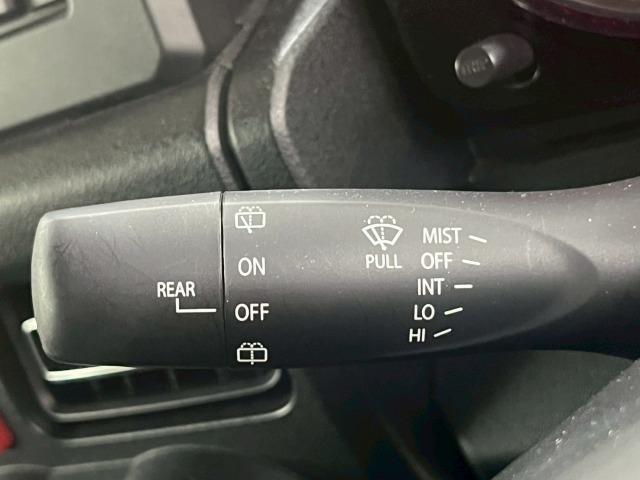 ON
REAR
OFF
PULL
MIST
OFF
INT
LO
HI